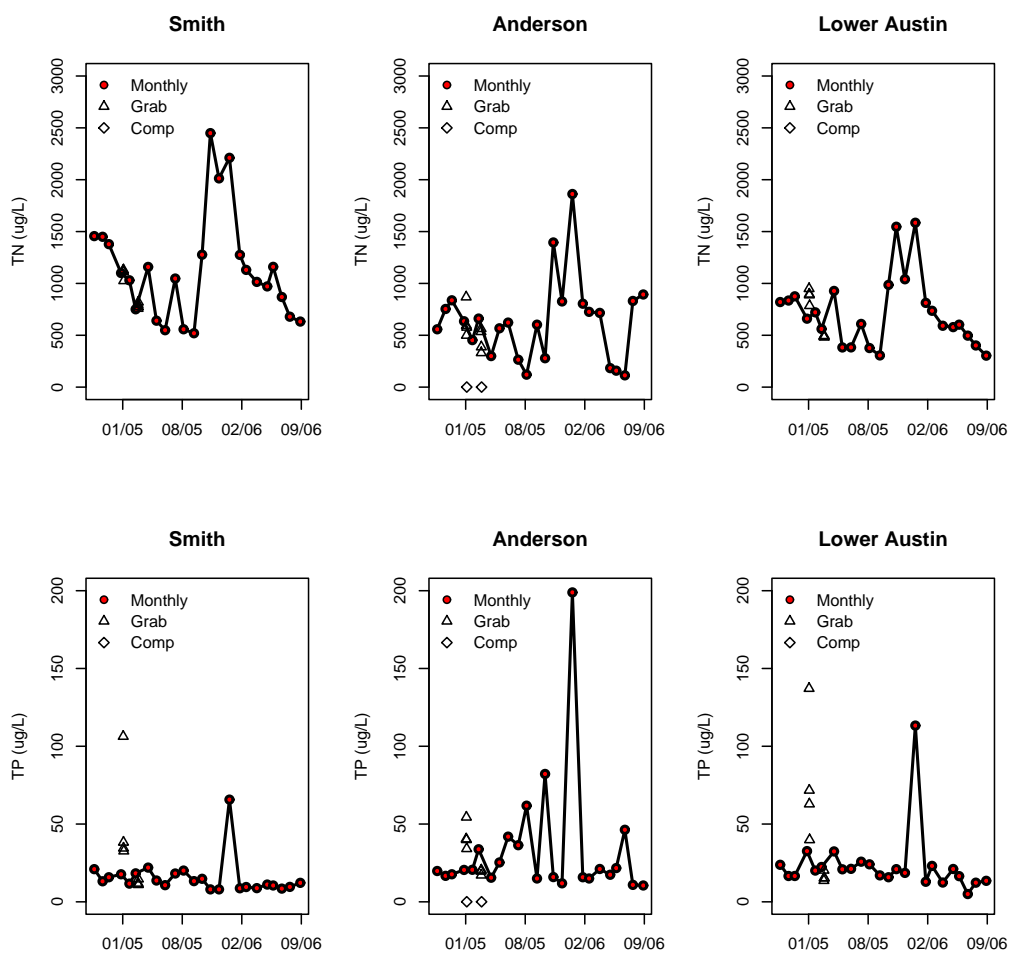 Smith
TN (ug/L)
3000
2500
2000
1500
1000
500
0
Monthly
Grab
Comp
01/05 08/05 02/06 09/06
Anderson
TN (ug/L)
3000
2500
2000
1500
1000
500
0
Monthly
Grab
Comp
01/05 08/05 02/06 09/06
Lower Austin
TN (ug/L)
3000
2500
2000
1500
1000
500
0
Monthly
Grab
Comp
01/05 08/05 02/06 09/06
Smith
TP (ug/L)
200
150
100
50
0
Monthly
Grab
Comp
01/05 08/05 02/06 09/06
Anderson
TP (ug/L)
200
150
100
50
0
Monthly
Grab
Comp
01/05 08/05 02/06 09/06
Lower Austin
TP (ug/L)
200
150
100
50
0
Monthly
Grab
Comp
01/05 08/05 02/06 09/06